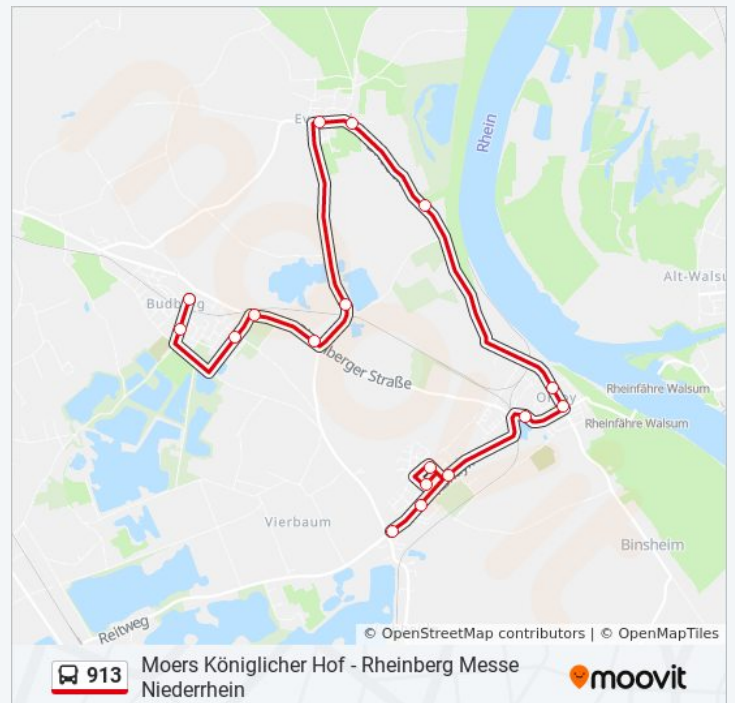 Rhein
Alt-Walsu
Budberg
berger Straße
Rheinfähre Walsum
Rheinfähre Walsum
Vierbaum
Binsheim
Reitweg
© OpenStreetMap contributors | © OpenMapTiles
913
Moers Königlicher Hof - Rheinberg Messe
Niederrhein
moovit